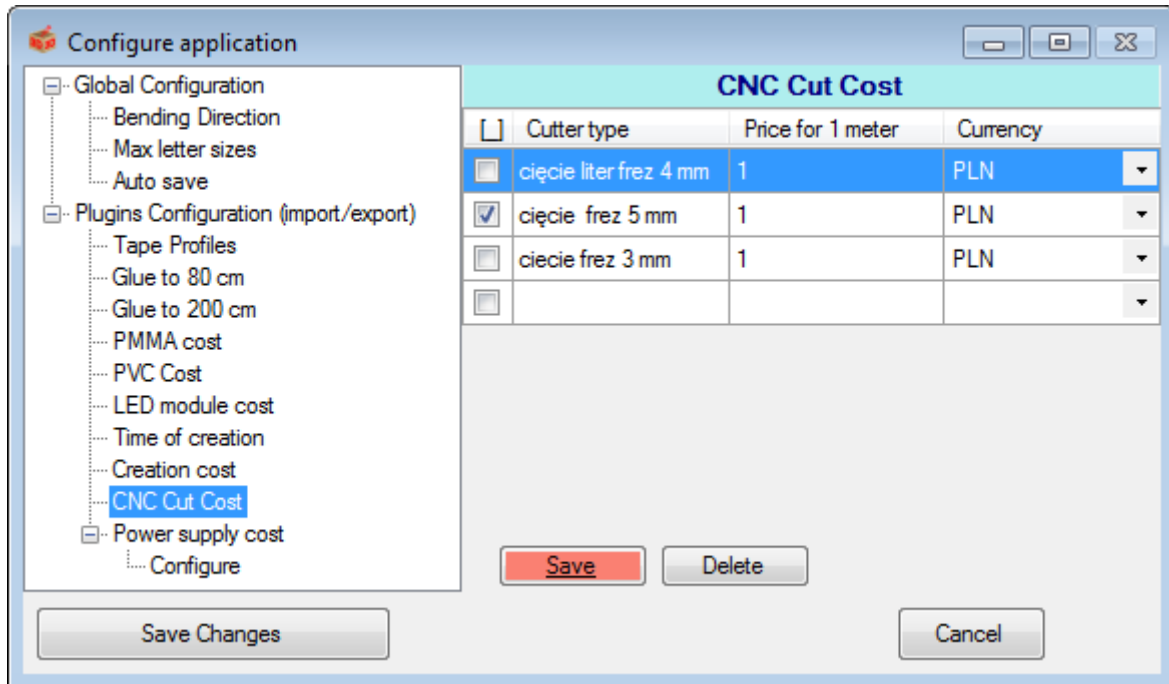 Configure application
Global Configuration
Bending Direction
Max letter sizes
Auto save
Plugins Configuration (import/export)
Tape Profiles
Glue to 80 cm
Glue to 200 cm
PMMA cost
PVC Cost
LED module cost
Time of creation
Creation cost
CNC Cut Cost
Power supply cost
Configure
CNC Cut Cost
[_] Cutter type Price for 1 meter Currency
cięcie liter frez 4 mm 1 PLN
cięcie  frez 5 mm 1 PLN
ciecie frez 3 mm 1 PLN
Save Delete
Save Changes Cancel